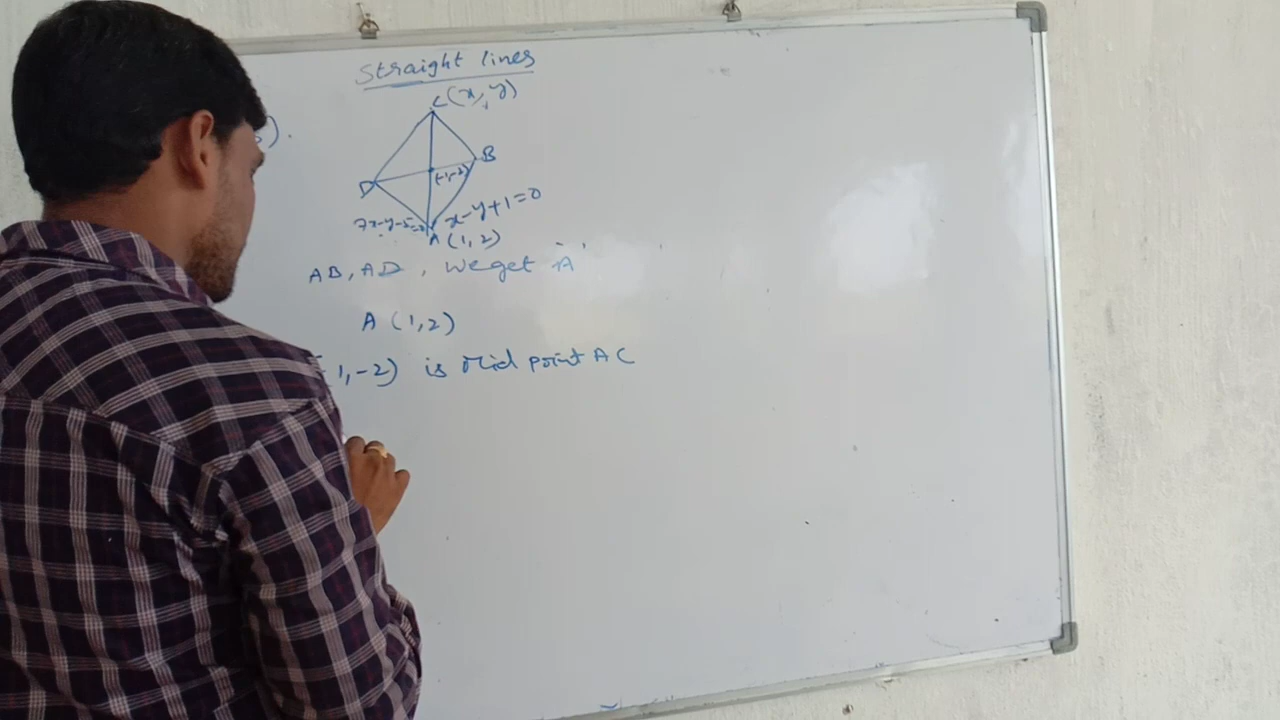 Straight lines
C(x, y)
).
B
D
(-1,-2)
x-y+1=0
7x-y-5=0
A (1,2)
AB, AD, we get A
A (1,2)
1,-2) is Mid point AC